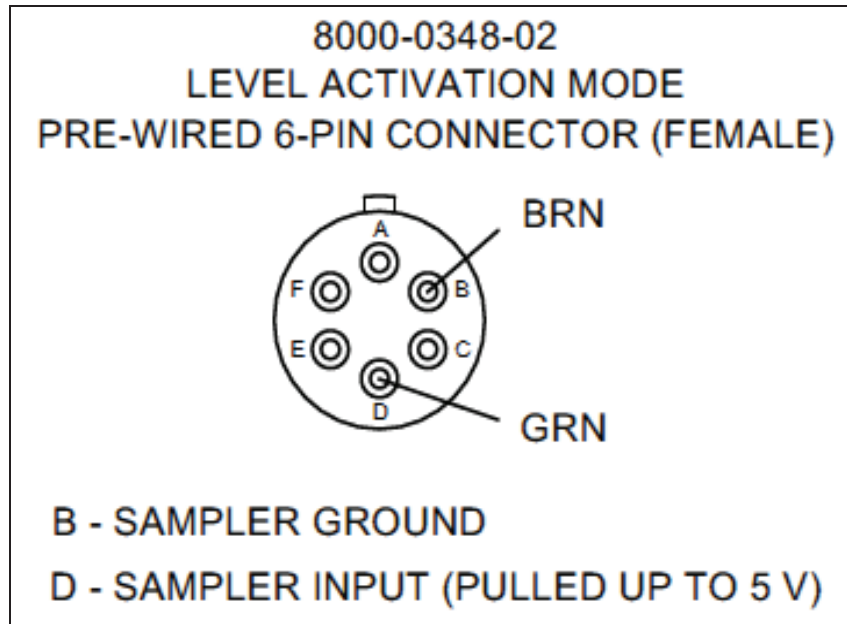 8000-0348-02
LEVEL ACTIVATION MODE
PRE-WIRED 6-PIN CONNECTOR (FEMALE)
BRN
A
F
B
E
C
D
GRN
B - SAMPLER GROUND
D - SAMPLER INPUT (PULLED UP TO 5 V)